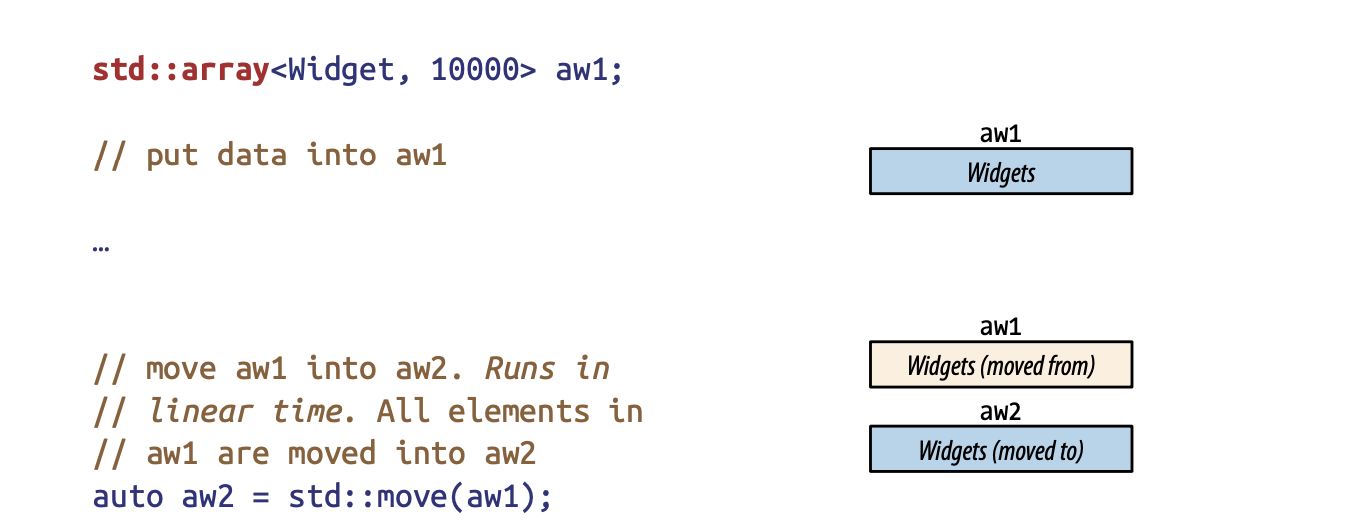 std::array<Widget, 10000> aw1;
// put data into aw1
aw1
Widgets
…
// move aw1 into aw2. Runs in
// linear time. All elements in
// aw1 are moved into aw2
auto aw2 = std::move(aw1);
aw1
Widgets (moved from)
aw2
Widgets (moved to)